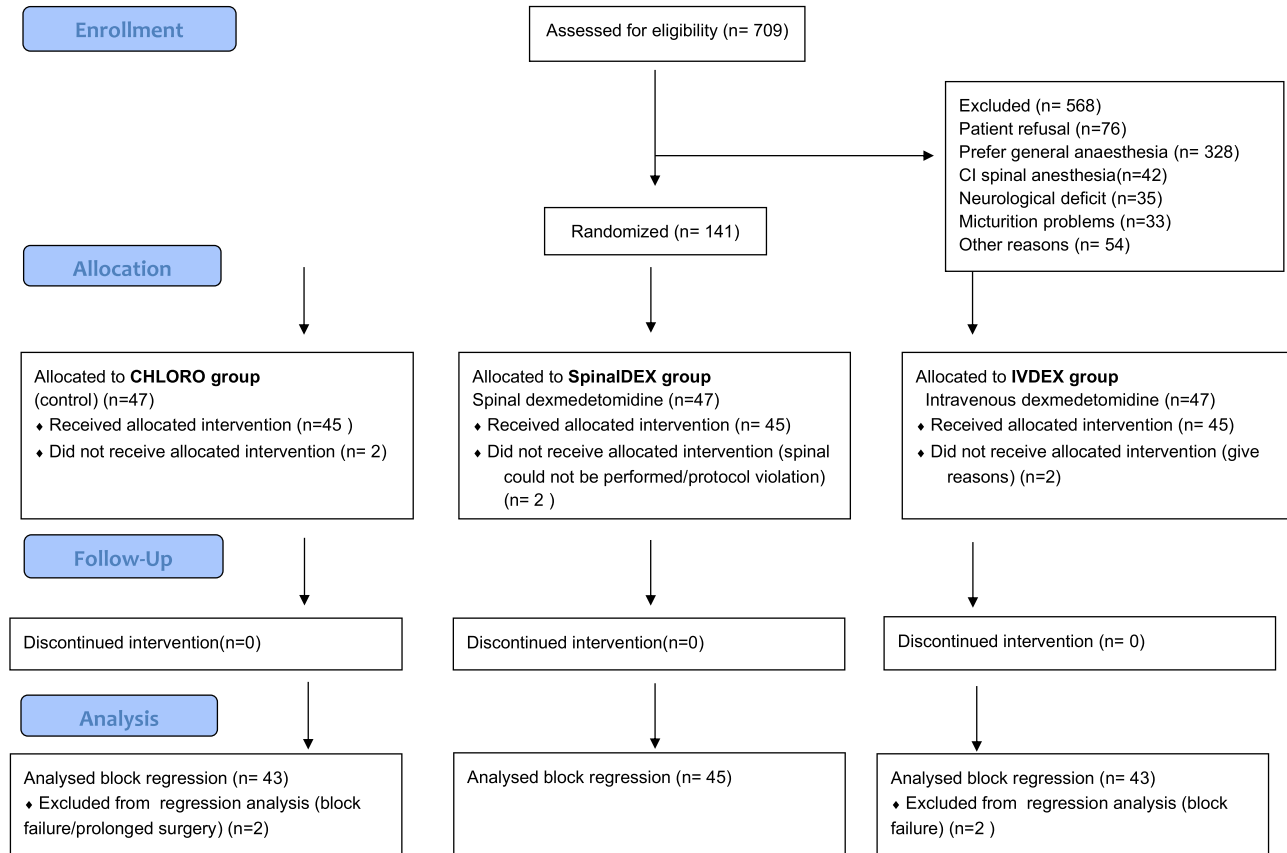 Enrollment
Assessed for eligibility (n= 709)
Excluded (n= 568)
Patient refusal (n=76)
Prefer general anaesthesia (n= 328)
CI spinal anesthesia(n=42)
Neurological deficit (n=35)
Micturition problems (n=33)
Other reasons (n= 54)
Randomized (n= 141)
Allocation
Allocated to CHLORO group
(control) (n=47)
♦ Received allocated intervention (n=45 )
♦ Did not receive allocated intervention (n= 2)
Allocated to SpinalDEX group
Spinal dexmedetomidine (n=47)
♦ Received allocated intervention (n= 45)
♦ Did not receive allocated intervention (spinal
could not be performed/protocol violation)
(n= 2 )
Allocated to IVDEX group
Intravenous dexmedetomidine (n=47)
♦ Received allocated intervention (n= 45)
♦ Did not receive allocated intervention (give
reasons) (n=2)
Follow-Up
Discontinued intervention(n=0)
Discontinued intervention(n=0)
Discontinued intervention (n= 0)
Analysis
Analysed block regression (n= 43)
♦ Excluded from regression analysis (block
failure/prolonged surgery) (n=2)
Analysed block regression (n= 45)
Analysed block regression (n= 43)
♦ Excluded from regression analysis (block
failure) (n=2 )